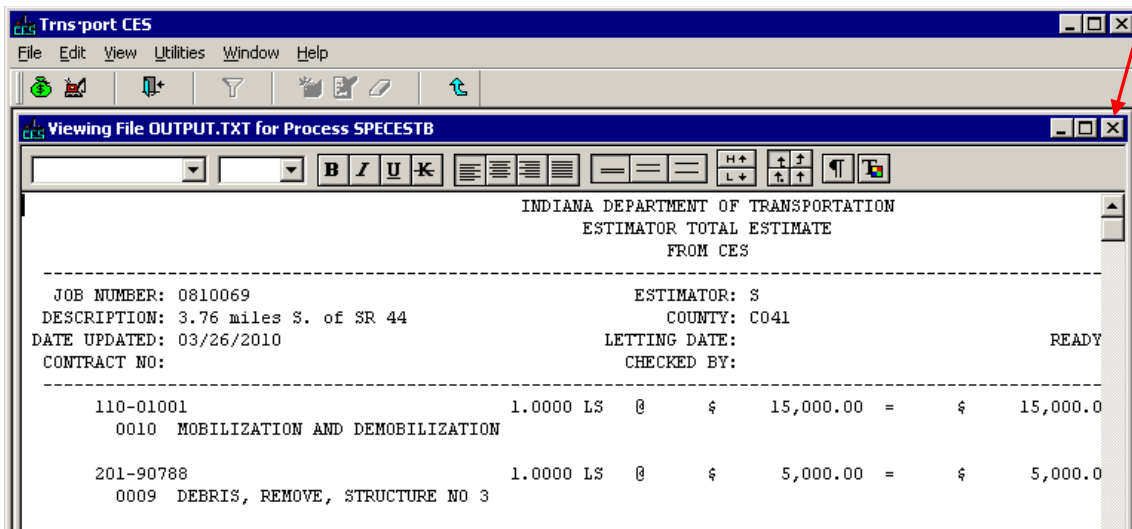 Trns·port CES
File Edit View Utilities Window Help
Viewing File OUTPUT.TXT for Process SPECESTB
B I U K H L ¶ T
INDIANA DEPARTMENT OF TRANSPORTATION
ESTIMATOR TOTAL ESTIMATE
FROM CES
JOB NUMBER: 0810069 ESTIMATOR: S
DESCRIPTION: 3.76 miles S. of SR 44 COUNTY: C041
DATE UPDATED: 03/26/2010 LETTING DATE: READY
CONTRACT NO: CHECKED BY:
110-01001 1.0000 LS @ $ 15,000.00 = $ 15,000.0
0010 MOBILIZATION AND DEMOBILIZATION
201-90788 1.0000 LS @ $ 5,000.00 = $ 5,000.0
0009 DEBRIS, REMOVE, STRUCTURE NO 3